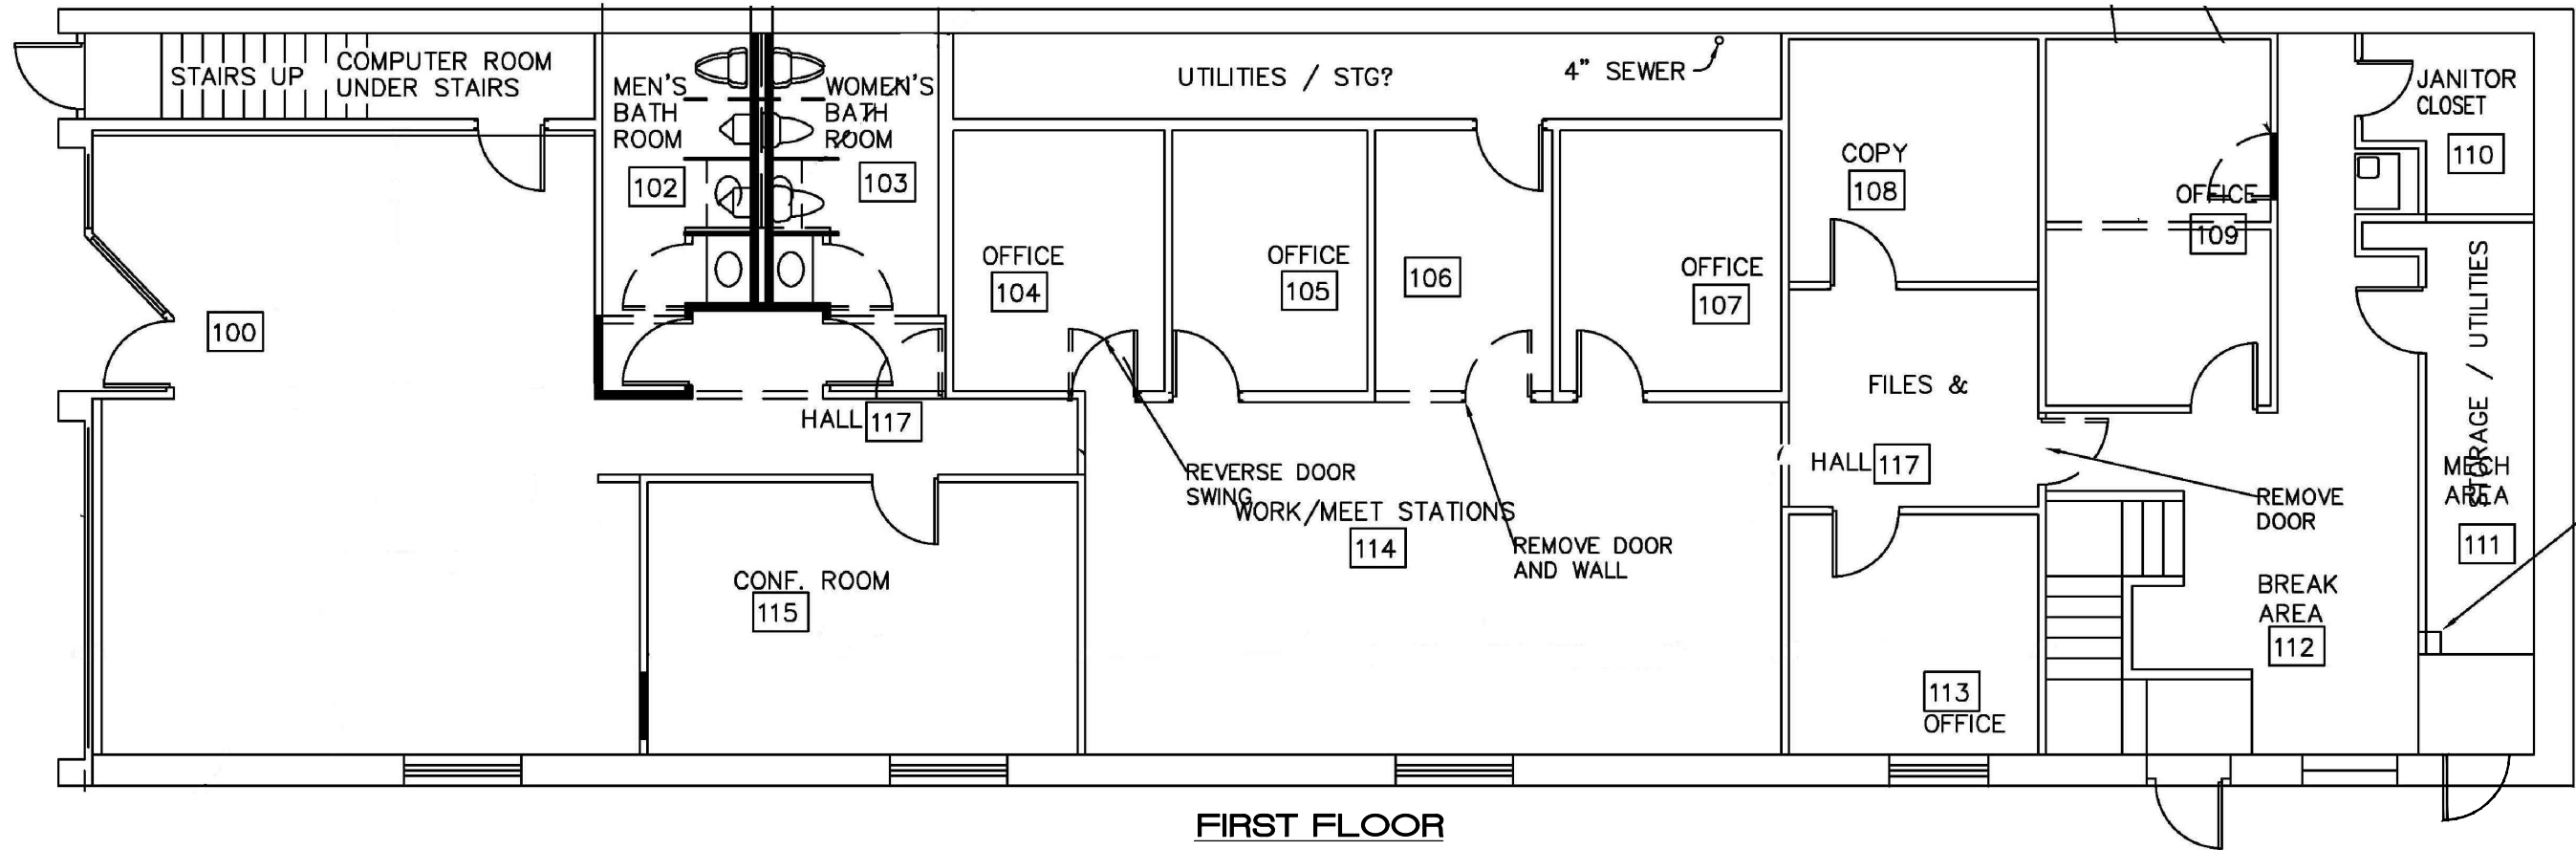 STAIRS UP
COMPUTER ROOM
UNDER STAIRS
MEN'S
BATH
ROOM
102
WOMEN'S
BATH
ROOM
103
UTILITIES / STG?
4" SEWER
JANITOR
CLOSET
110
COPY
108
OFFICE
109
OFFICE
104
OFFICE
105
106
OFFICE
107
100
STORAGE / UTILITIES
FILES &
HALL 117
HALL 117
REVERSE DOOR
SWING
WORK/MEET STATIONS
114
REMOVE DOOR
AND WALL
REMOVE
DOOR
MECH
AREA
111
CONF. ROOM
115
BREAK
AREA
112
113
OFFICE
FIRST FLOOR